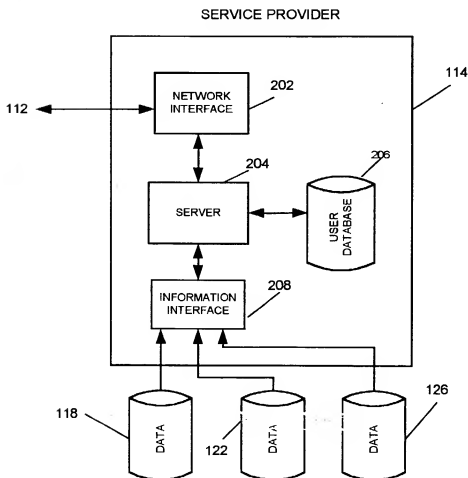 SERVICE PROVIDER
114
NETWORK
INTERFACE
202
112
204
206
SERVER
USER
DATABASE
INFORMATION
INTERFACE
208
118
DATA
122
DATA
DATA
126